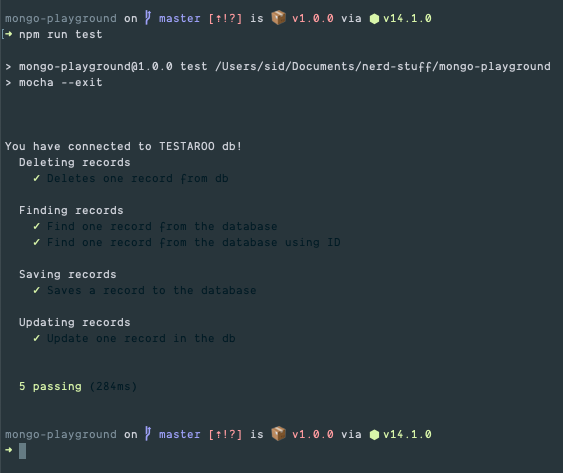 mongo-playground on master [⇡!?] is 📦 v1.0.0 via ⬢ v14.1.0
➜ npm run test
> mongo-playground@1.0.0 test /Users/sid/Documents/nerd-stuff/mongo-playground
> mocha --exit
You have connected to TESTAROO db!
Deleting records
✓ Deletes one record from db
Finding records
✓ Find one record from the database
✓ Find one record from the database using ID
Saving records
✓ Saves a record to the database
Updating records
✓ Update one record in the db
5 passing (284ms)
mongo-playground on master [⇡!?] is 📦 v1.0.0 via ⬢ v14.1.0
➜